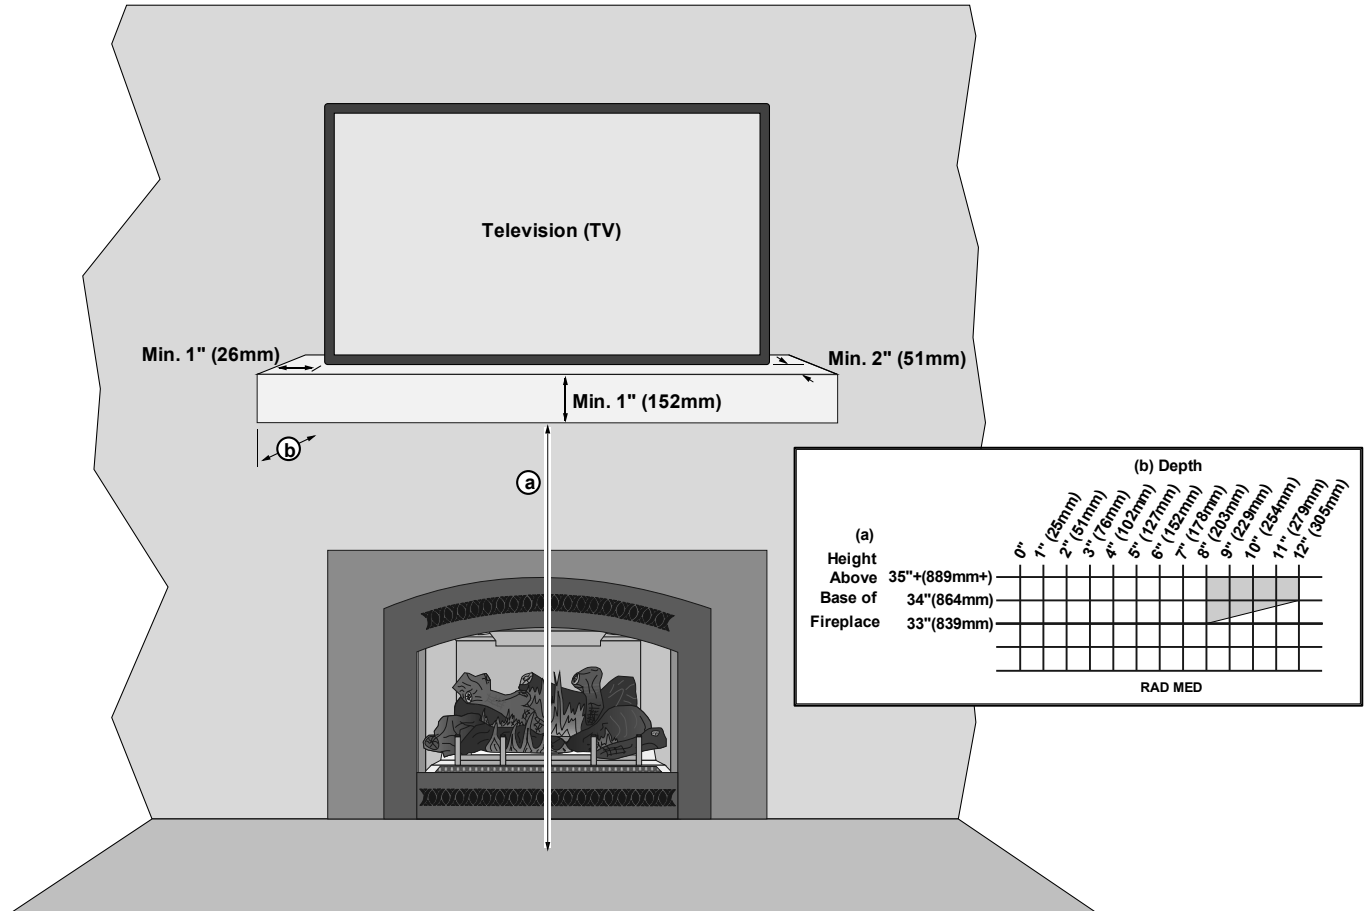 Television (TV)
Min. 1" (26mm)
Min. 2" (51mm)
Min. 1" (152mm)
b
a
(b) Depth
0"
1" (25mm)
2" (51mm)
3" (76mm)
4" (102mm)
5" (127mm)
6" (152mm)
7" (178mm)
8" (203mm)
9" (229mm)
10" (254mm)
11" (279mm)
12" (305mm)
(a)
Height
Above 35"+(889mm+)
Base of 34"(864mm)
Fireplace 33"(839mm)
RAD MED